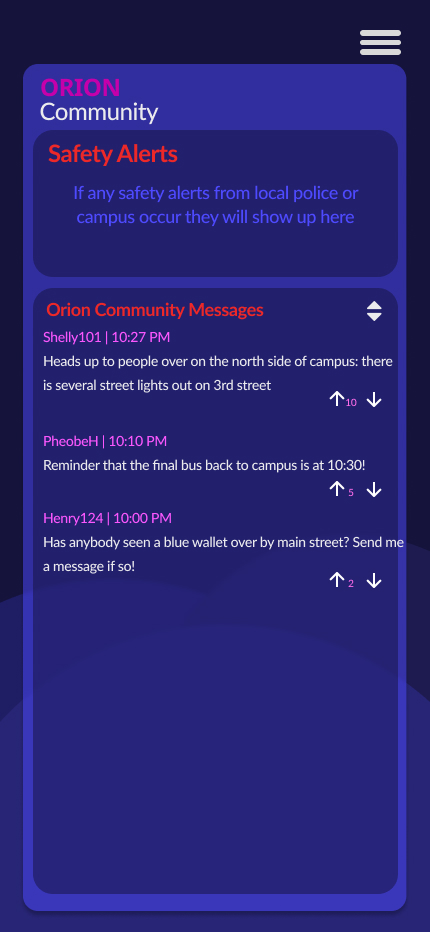 ORION
Community
Safety Alerts
If any safety alerts from local police or
campus occur they will show up here
Orion Community Messages
Shelly101 | 10:27 PM
Heads up to people over on the north side of campus: there
is several street lights out on 3rd street
10
PheobeH | 10:10 PM
Reminder that the final bus back to campus is at 10:30!
5
Henry124 | 10:00 PM
Has anybody seen a blue wallet over by main street? Send me
a message if so!
2